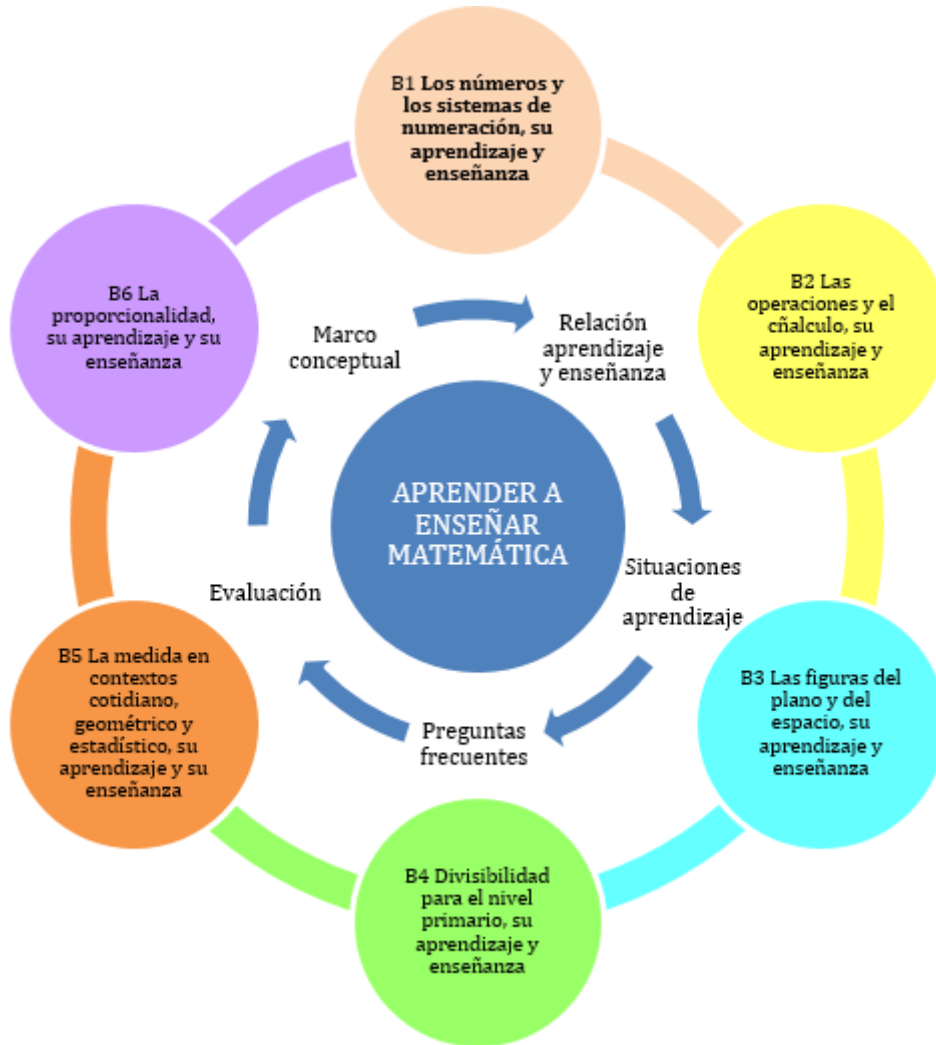 B1 Los números y
los sistemas de
numeración, su
aprendizaje y
enseñanza
B2 Las
operaciones y el
cñalculo, su
aprendizaje y
enseñanza
B3 Las figuras del
plano y del
espacio, su
aprendizaje y
enseñanza
B4 Divisibilidad
para el nivel
primario, su
aprendizaje y
enseñanza
B5 La medida en
contextos
cotidiano,
geométrico y
estadístico, su
aprendizaje y su
enseñanza
B6 La
proporcionalidad,
su aprendizaje y su
enseñanza
Marco
conceptual
Relación
aprendizaje
y enseñanza
Situaciones
de
aprendizaje
Preguntas
frecuentes
Evaluación
APRENDER A
ENSEÑAR
MATEMÁTICA